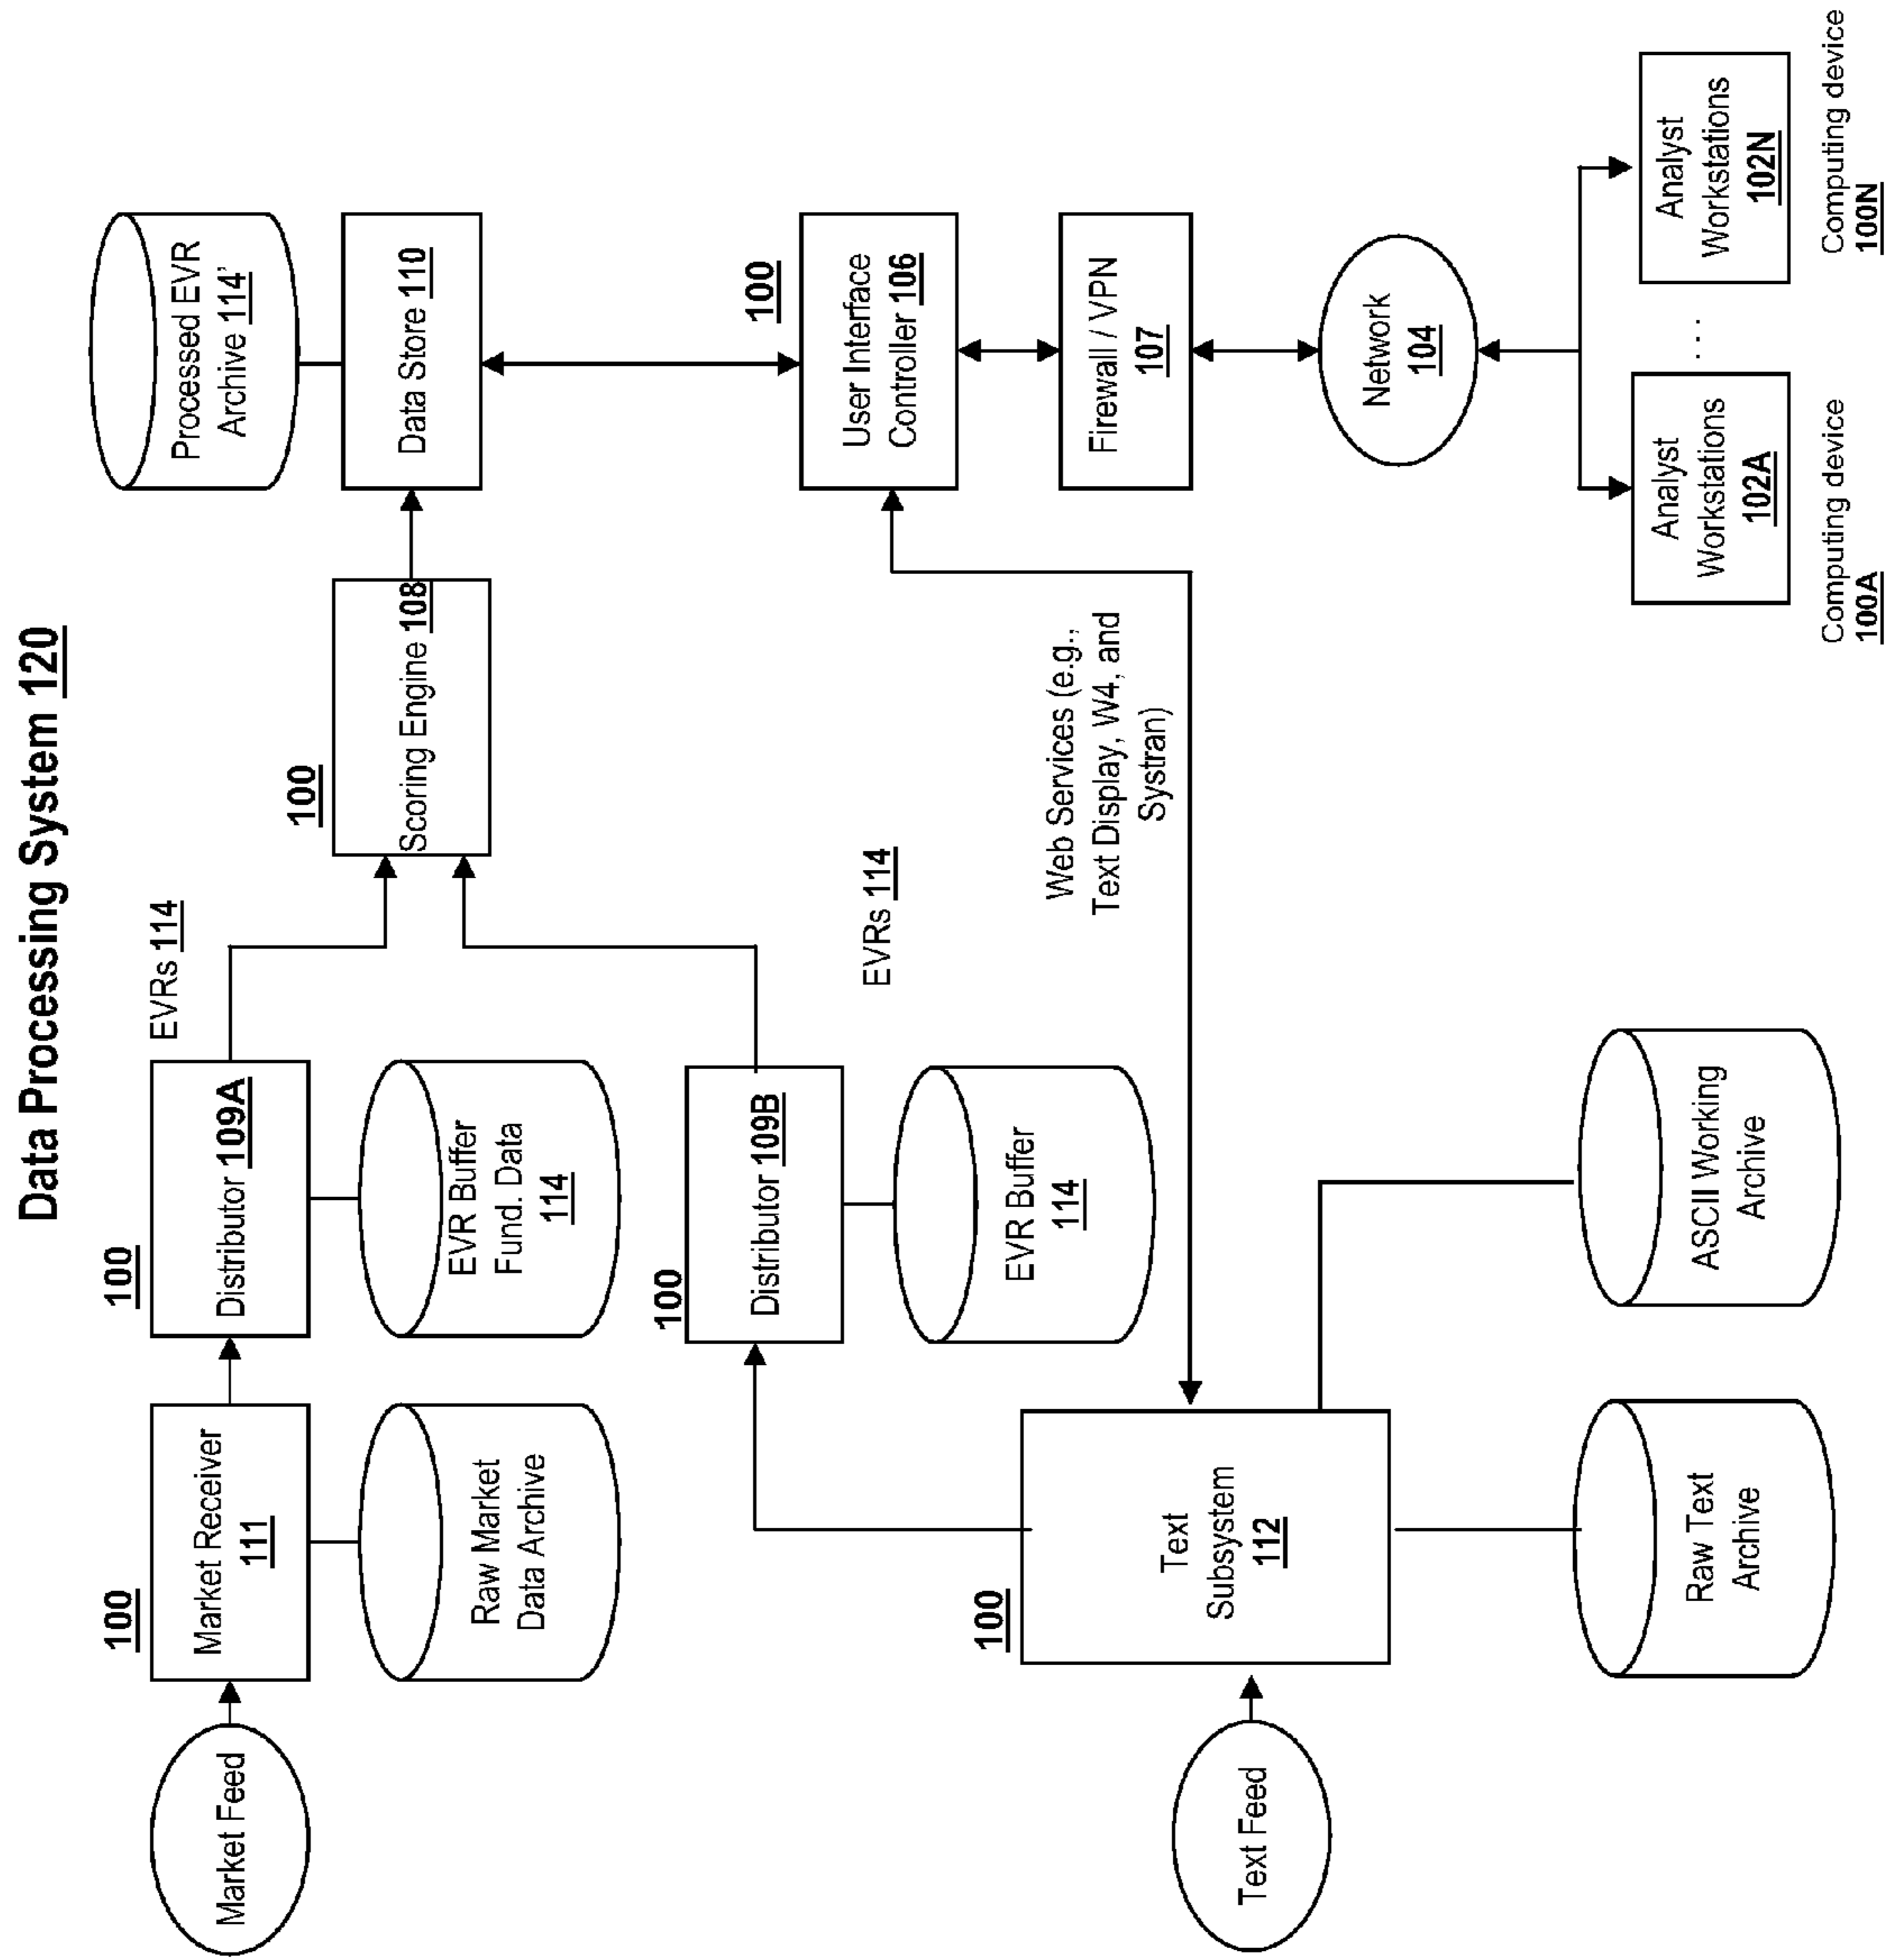 Data Processing System 120
Market Feed
100
Market Receiver
111
Raw Market
Data Archive
100
Distributor 109A
EVR Buffer
Fund. Data
114
EVRs 114
100
Scoring Engine 108
Processed EVR
Archive 114'
Data Store 110
100
Distributor 109B
EVR Buffer
114
EVRs 114
Web Services (e.g.,
Text Display, W4, and
Systran)
100
User Interface
Controller 106
Firewall / VPN
107
Network
104
Text Feed
100
Text
Subsystem
112
Raw Text
Archive
ASCII Working
Archive
Analyst
Workstations
102A
Computing device
100A
. . .
Analyst
Workstations
102N
Computing device
100N